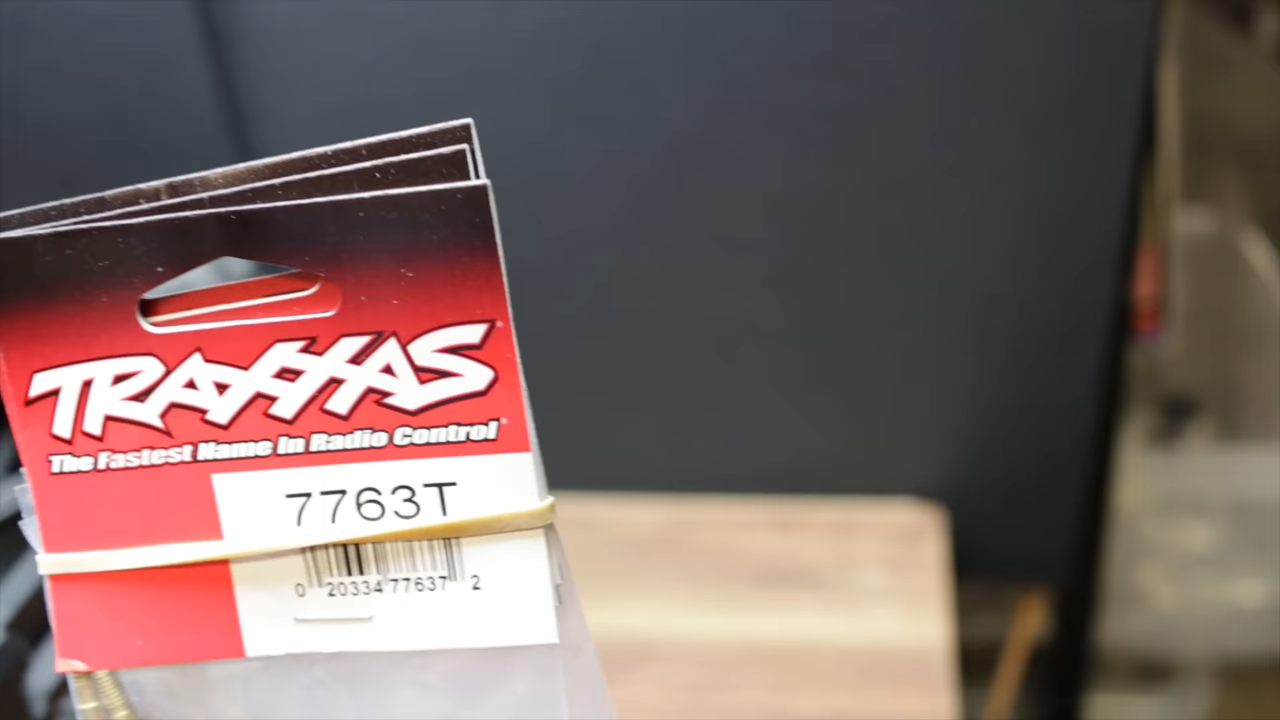 TRAXXAS
The Fastest Name In Radio Control
7763T
0 20334 77637 2